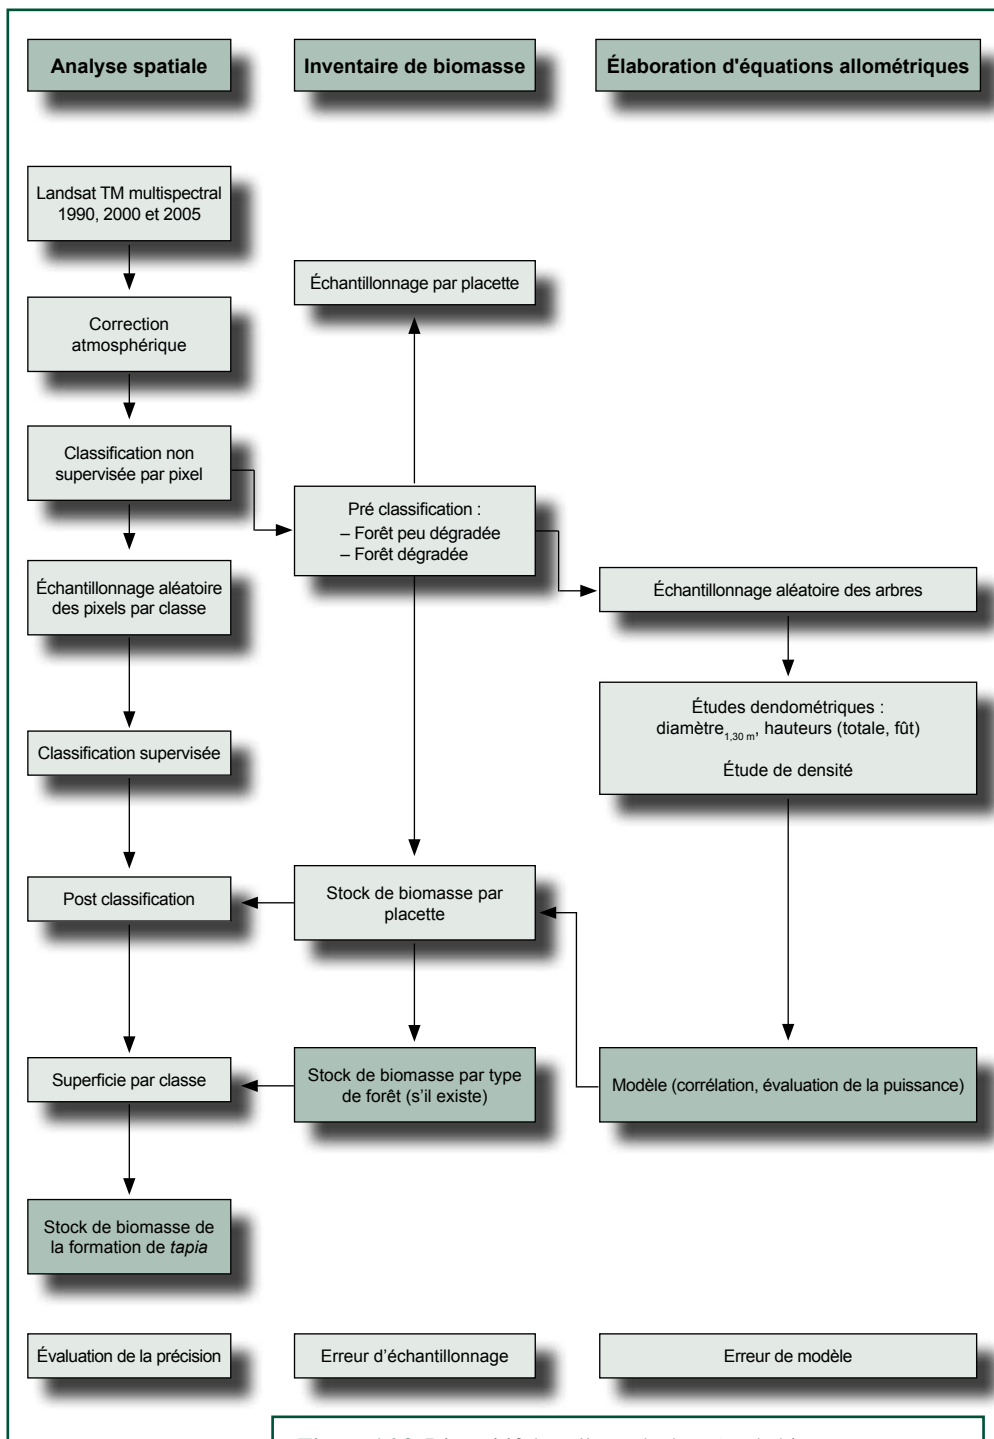 Analyse spatiale
Inventaire de biomasse
Élaboration d'équations allométriques
Landsat TM multispectral
1990, 2000 et 2005
Échantillonnage par placette
Correction
atmosphérique
Classification non
supervisée par pixel
Pré classification :
– Forêt peu dégradée
– Forêt dégradée
Échantillonnage aléatoire
des pixels par classe
Échantillonnage aléatoire des arbres
Études dendométriques :
diamètre1,30 m, hauteurs (totale, fût)
Étude de densité
Classification supervisée
Post classification
Stock de biomasse par
placette
Superficie par classe
Stock de biomasse par type
de forêt (s’il existe)
Modèle (corrélation, évaluation de la puissance)
Stock de biomasse de
la formation de tapia
Évaluation de la précision
Erreur d’échantillonnage
Erreur de modèle